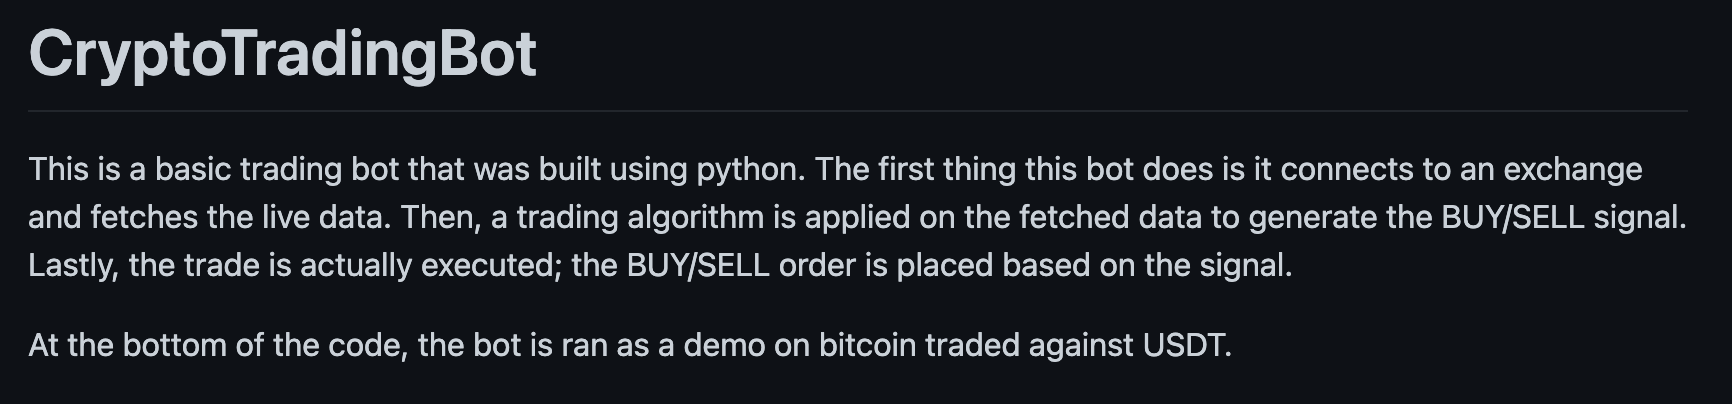 CryptoTradingBot
This is a basic trading bot that was built using python. The first thing this bot does is it connects to an exchange
and fetches the live data. Then, a trading algorithm is applied on the fetched data to generate the BUY/SELL signal.
Lastly, the trade is actually executed; the BUY/SELL order is placed based on the signal.
At the bottom of the code, the bot is ran as a demo on bitcoin traded against USDT.